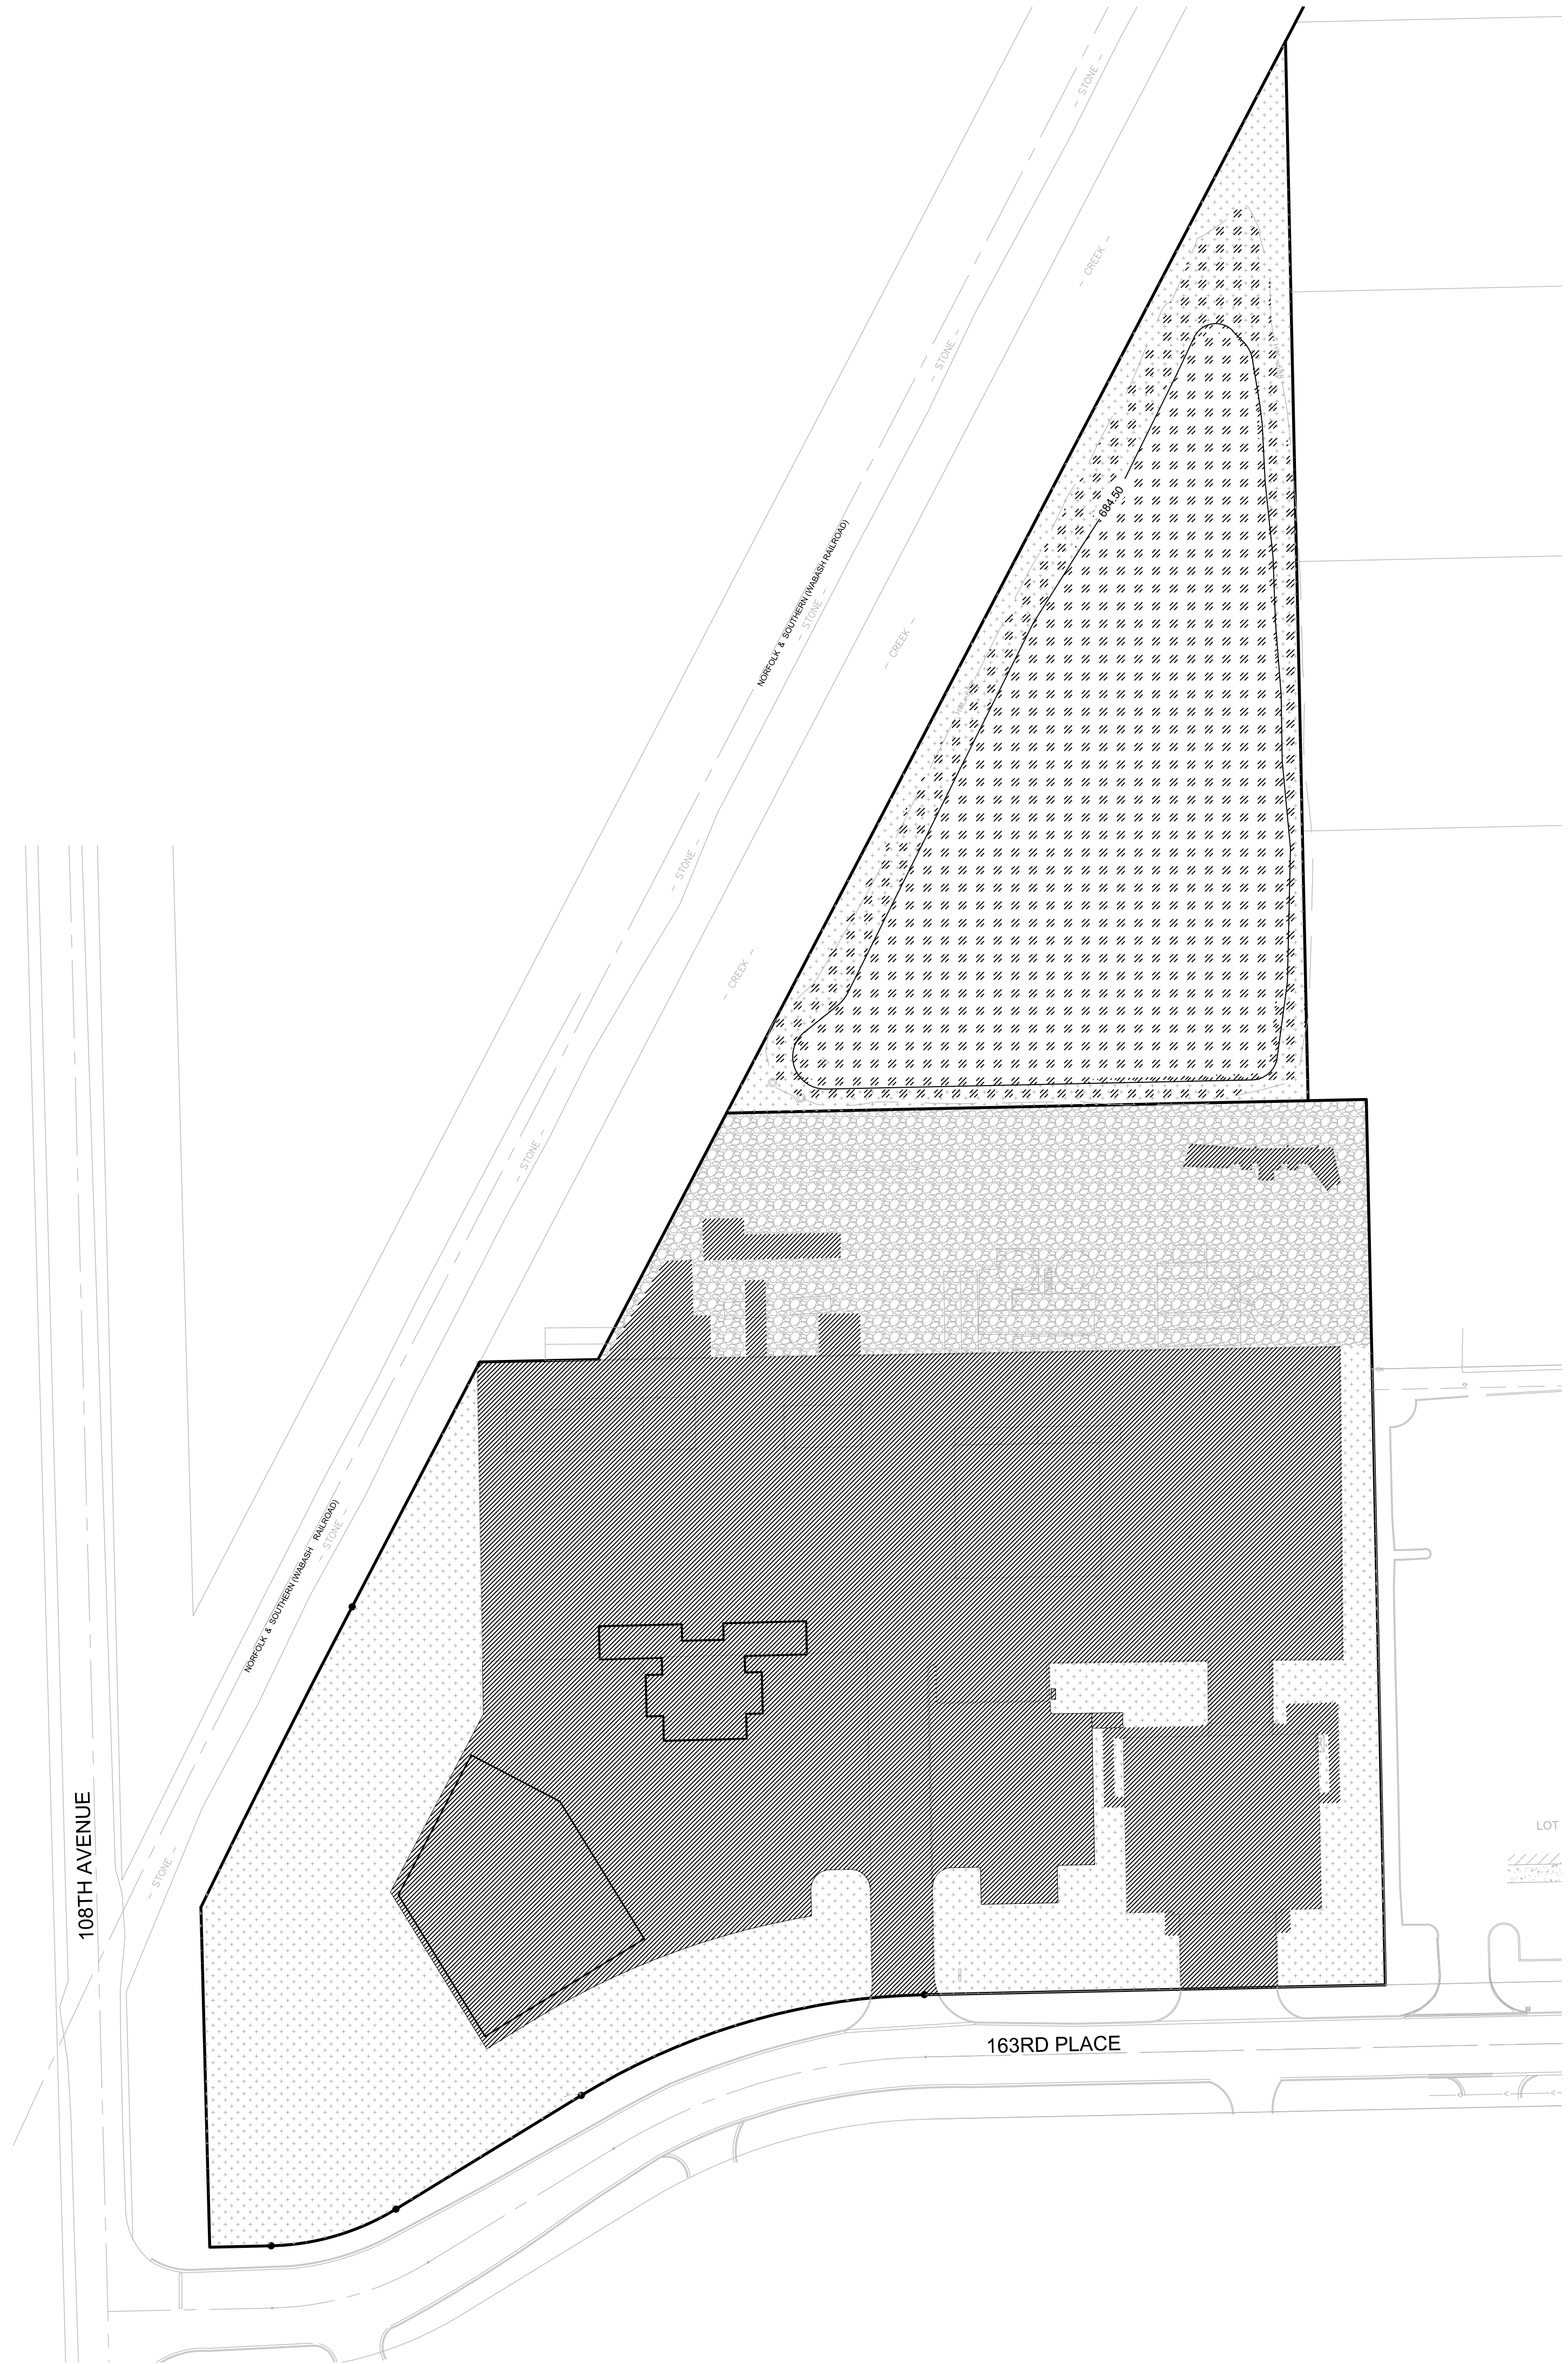 – STONE –
– CREEK –
– STONE –
684.50
NORFOLK & SOUTHERN (WABASH RAILROAD)
– STONE –
– CREEK –
– STONE –
– CREEK –
– STONE –
NORFOLK & SOUTHERN (WABASH RAILROAD)
– STONE –
108TH AVENUE
LOT
– STONE –
163RD PLACE